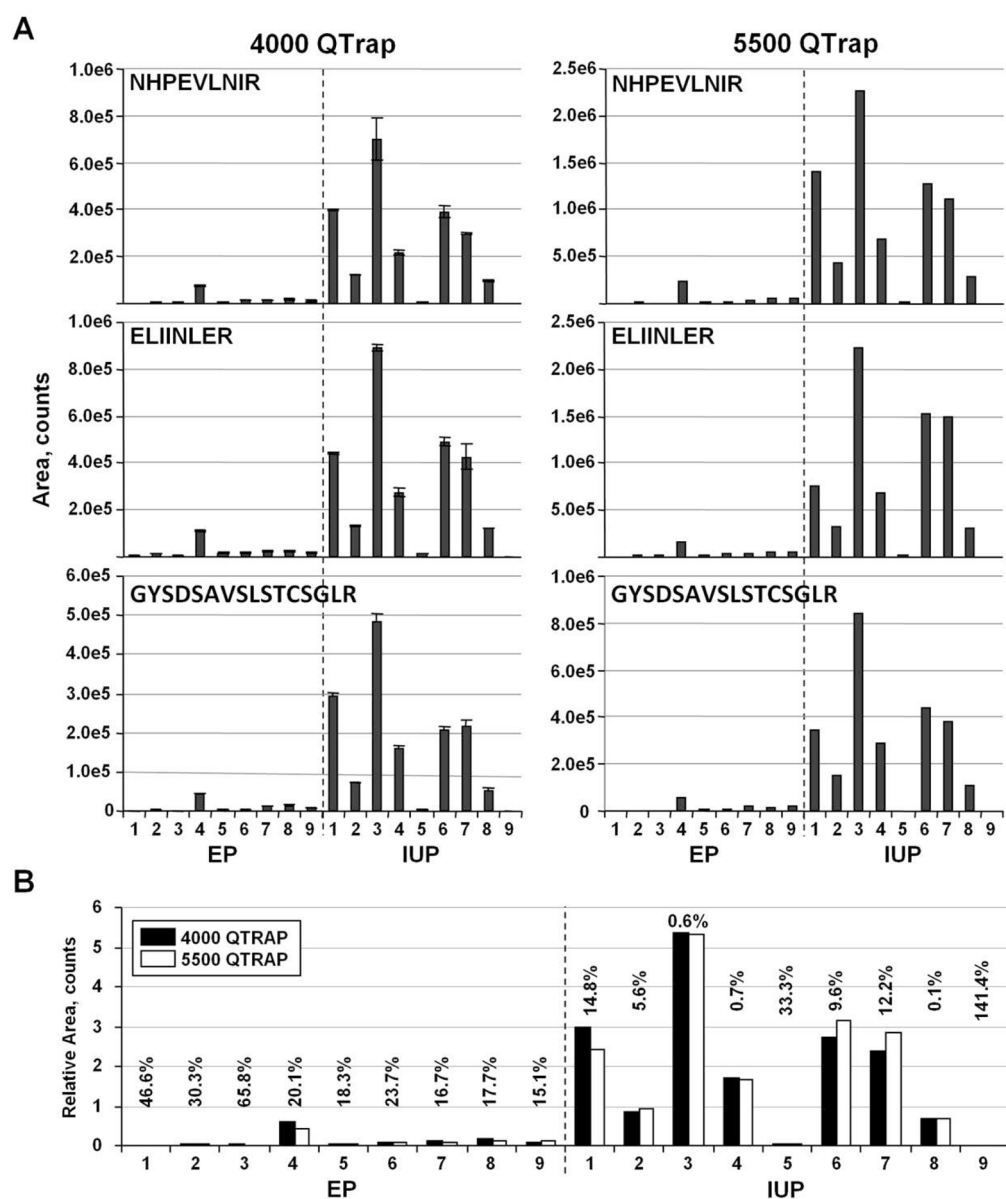 A
4000 QTrap
5500 QTrap
Area, counts
NHPEVLNIR
1.0e6
8.0e5
6.0e5
4.0e5
2.0e5
NHPEVLNIR
2.5e6
2.0e6
1.5e6
1.0e6
5.0e5
ELIINLER
1.0e6
8.0e5
6.0e5
4.0e5
2.0e5
ELIINLER
2.5e6
2.0e6
1.5e6
1.0e6
5.0e5
GYSDSAVSLSTCSGLR
6.0e5
5.0e5
4.0e5
3.0e5
2.0e5
1.0e5
0
GYSDSAVSLSTCSGLR
1.0e6
8.0e5
6.0e5
4.0e5
2.0e5
0
1 2 3 4 5 6 7 8 9 1 2 3 4 5 6 7 8 9
EP IUP
1 2 3 4 5 6 7 8 9 1 2 3 4 5 6 7 8 9
EP IUP
B
Relative Area, counts
6
5
4
3
2
1
0
4000 QTRAP
5500 QTRAP
46.6% 30.3% 65.8% 20.1% 18.3% 23.7% 16.7% 17.7% 15.1% 14.8% 5.6% 0.6% 0.7% 33.3% 9.6% 12.2% 0.1% 141.4%
1 2 3 4 5 6 7 8 9 1 2 3 4 5 6 7 8 9
EP IUP